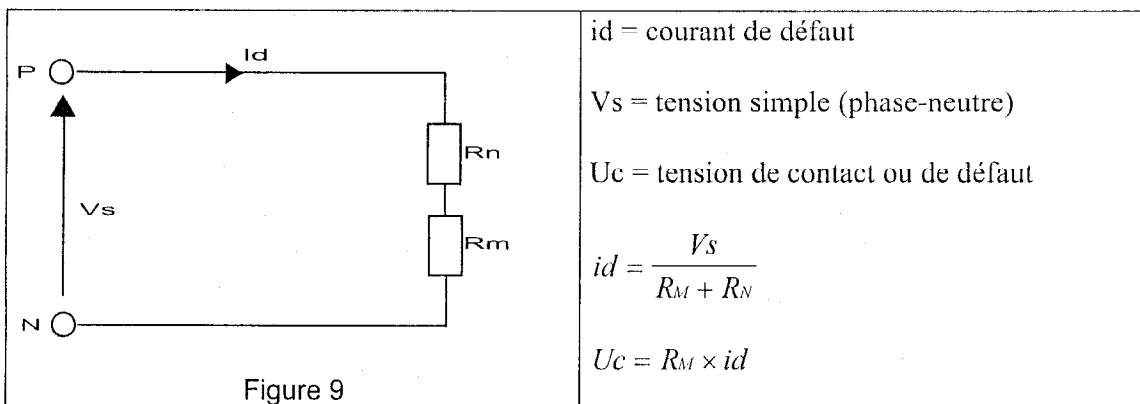 P
Id
Rn
Vs
Rm
N
Figure 9
id = courant de défaut
Vs = tension simple (phase-neutre)
Uc = tension de contact ou de défaut
id = Vs / (RM + RN)
Uc = RM × id